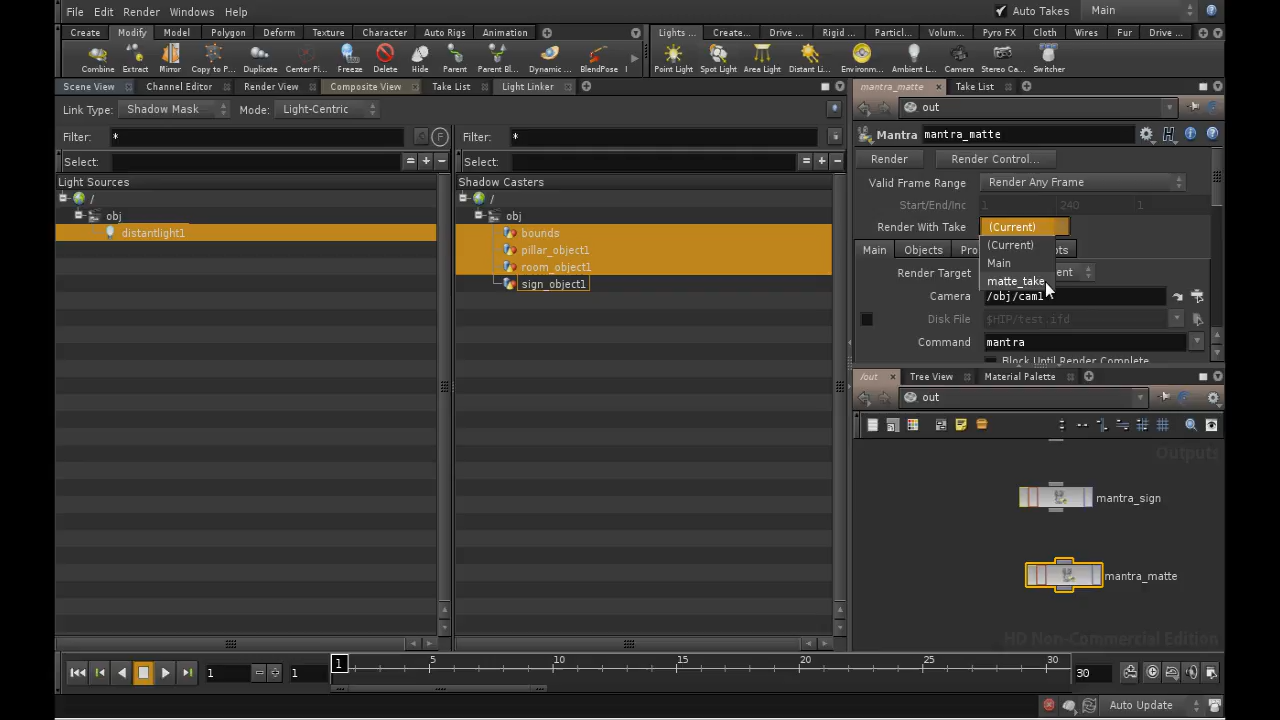 File Edit Render Windows Help Auto Takes Main
Create Modify Model Polygon Deform Texture Character Auto Rigs Animation Lights ... Create... Drive ... Rigid ... Particl... Volum... Pyro FX Cloth Wires Fur Drive ...
Combine Extract Mirror Copy to P... Duplicate Center Pi... Freeze Delete Hide Parent Parent Bl... Dynamic ... BlendPose Point Light Spot Light Area Light Distant Li... Environm... Ambient L... Camera Stereo Ca... Switcher
Scene View Channel Editor Render View Composite View Take List Light Linker mantra_matte Take List
Link Type: Shadow Mask Mode: Light-Centric out
Filter: * F Filter: * Mantra mantra_matte
Select: = + − Select: = + − Render Render Control...
Light Sources Shadow Casters Valid Frame Range Render Any Frame
/ /
Start/End/Inc 1 240 1
obj obj
Render With Take (Current)
distantlight1 bounds
(Current)
pillar_object1 Main Objects
Main
room_object1 Render Target
sign_object1 matte_take
Camera /obj/cam1
Disk File $HIP/test.ifd
Command mantra
Block Until Render Complete
/out Tree View Material Palette
out
Outputs
mantra_sign
mantra_matte
HD Non-Commercial Edition
1 1 1 5 10 15 20 25 30 30
Auto Update